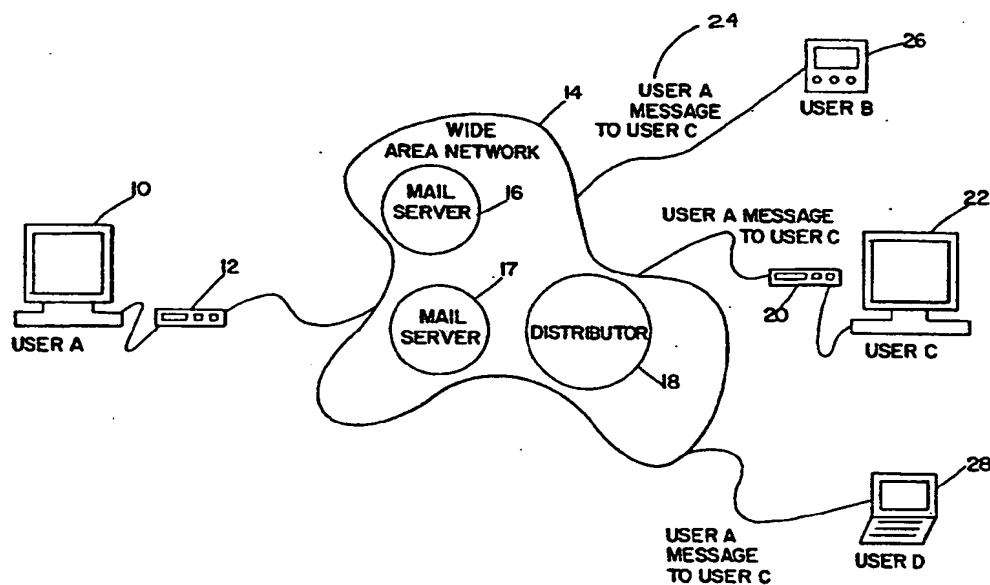 24
26
USER A
MESSAGE
TO USER C
USER B
14
WIDE
AREA NETWORK
10
MAIL
SERVER
16
USER A MESSAGE
TO USER C
22
12
17
MAIL
SERVER
DISTRIBUTOR
18
20
USER A
USER C
28
USER A
MESSAGE
TO USER C
USER D